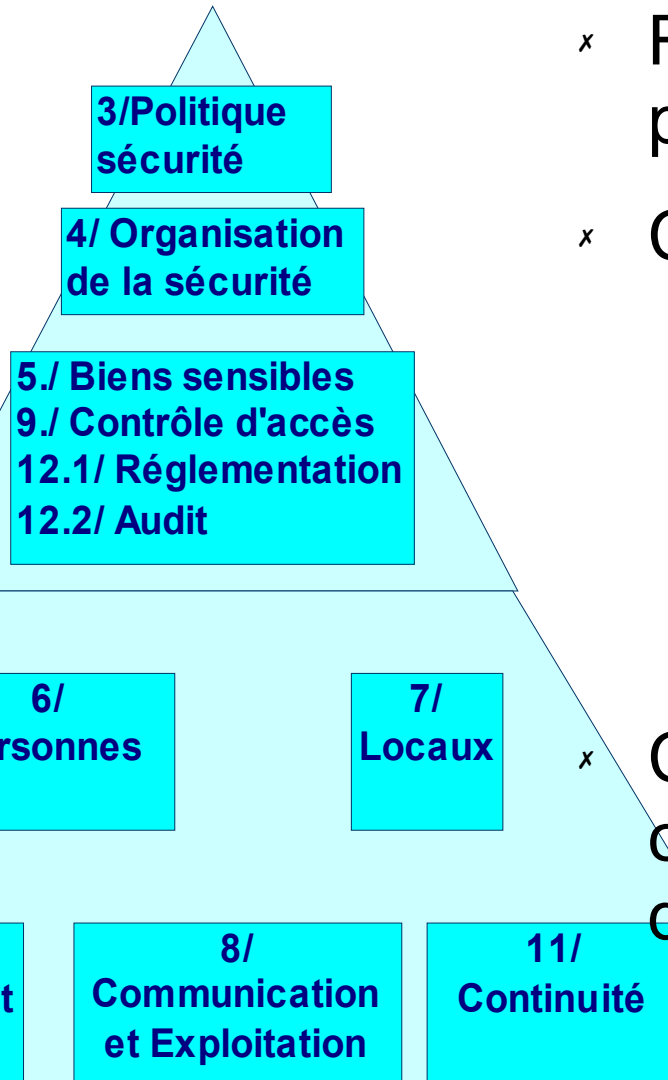 3/Politique
sécurité
4/ Organisation
de la sécurité
5./ Biens sensibles
9./ Contrôle d'accès
12.1/ Réglementation
12.2/ Audit
6/
rsonnes
7/
Locaux
8/
Communication
et Exploitation
11/
Continuité
t